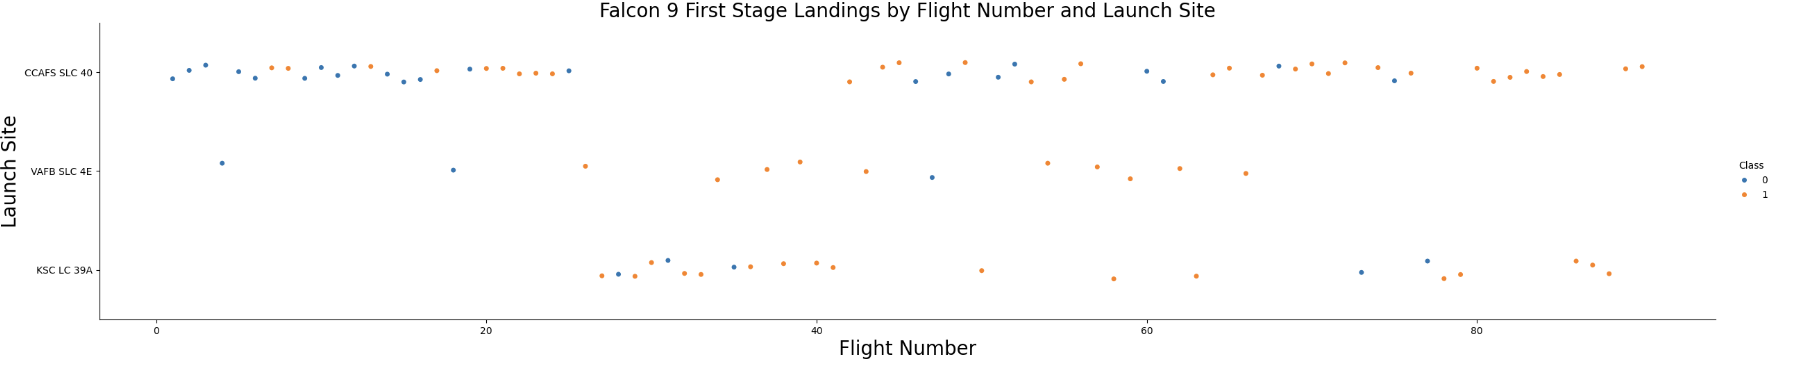 Falcon 9 First Stage Landings by Flight Number and Launch Site
Launch Site
CCAFS SLC 40
VAFB SLC 4E
KSC LC 39A
0 20 40 60 80
Flight Number
Class
0
1